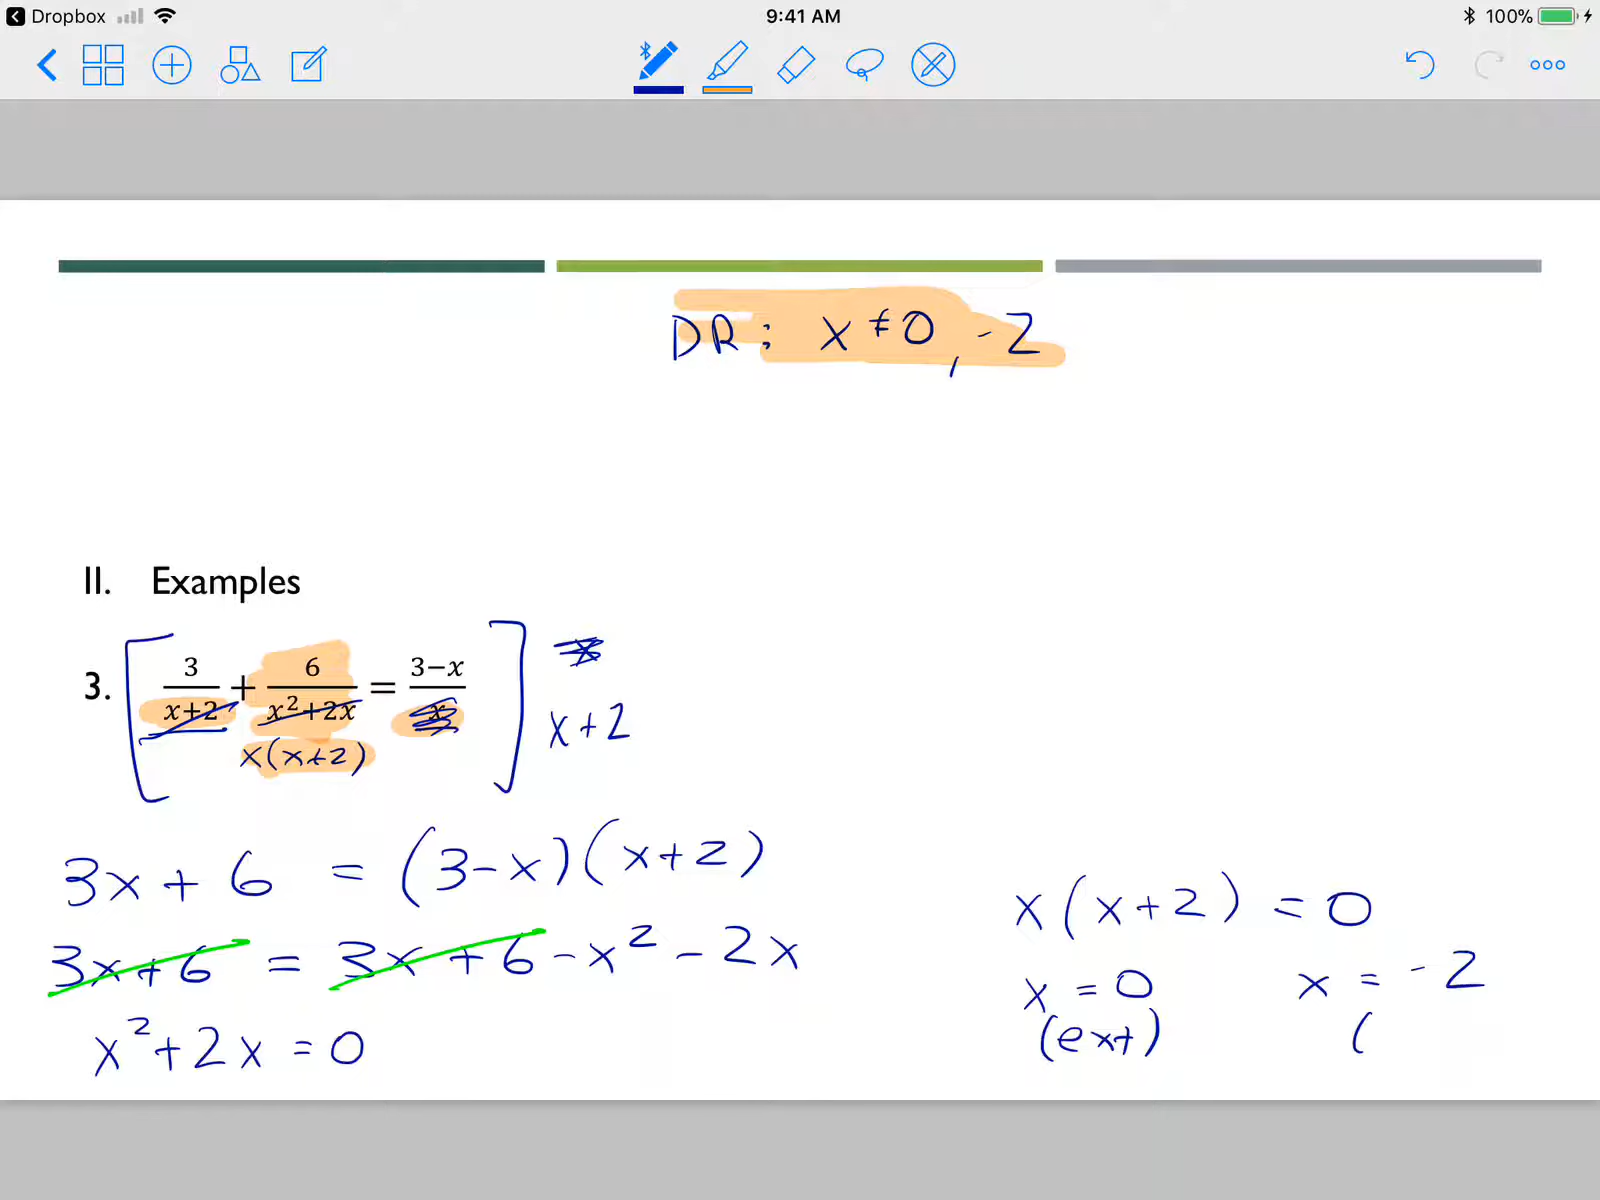 Dropbox 9:41 AM 100%
DR: x ≠ 0, -2
II. Examples
3. [ 3/(x+2) + 6/(x²+2x) = (3−x)/x ] x
x(x+2) x+2
3x + 6 = (3-x)(x+2)
3x+6 = 3x+6-x²-2x
x²+2x = 0
x(x+2) = 0
x = 0 x = -2
(ext) (